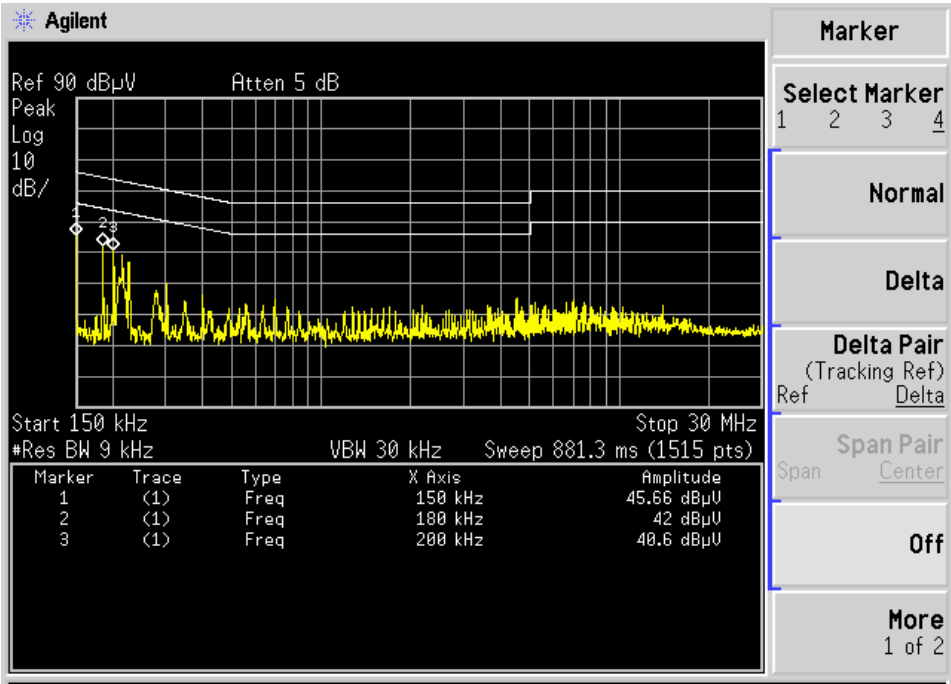 Agilent
Ref 90 dBµV Atten 5 dB
Peak
Log
10
dB/
1
2
3
Start 150 kHz Stop 30 MHz
#Res BW 9 kHz VBW 30 kHz Sweep 881.3 ms (1515 pts)
Marker Trace Type X Axis Amplitude
1 (1) Freq 150 kHz 45.66 dBµV
2 (1) Freq 180 kHz 42 dBµV
3 (1) Freq 200 kHz 40.6 dBµV
Marker
Select Marker
1 2 3 4
Normal
Delta
Delta Pair
(Tracking Ref)
Ref Delta
Span Pair
Span Center
Off
More
1 of 2